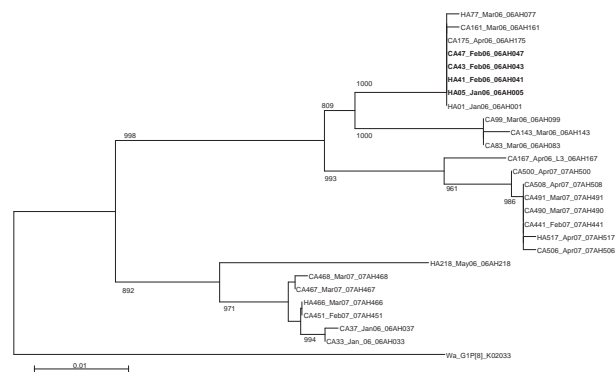 HA77_Mar06_06AH077
CA161_Mar06_06AH161
CA175_Apr06_06AH175
CA47_Feb06_06AH047
CA43_Feb06_06AH043
HA41_Feb06_06AH041
HA05_Jan06_06AH005
HA01_Jan06_06AH001
1000
809
CA99_Mar06_06AH099
CA143_Mar06_06AH143
CA83_Mar06_06AH083
1000
998
CA167_Apr06_L3_06AH167
993
CA500_Apr07_07AH500
961
CA508_Apr07_07AH508
986
CA491_Mar07_07AH491
CA490_Mar07_07AH490
CA441_Feb07_07AH441
HA517_Apr07_07AH517
CA506_Apr07_07AH506
HA218_May06_06AH218
892
CA468_Mar07_07AH468
CA467_Mar07_07AH467
971
HA466_Mar07_07AH466
CA451_Feb07_07AH451
CA37_Jan06_06AH037
994
CA33_Jan_06_06AH033
Wa_G1P[8]_K02033
0.01